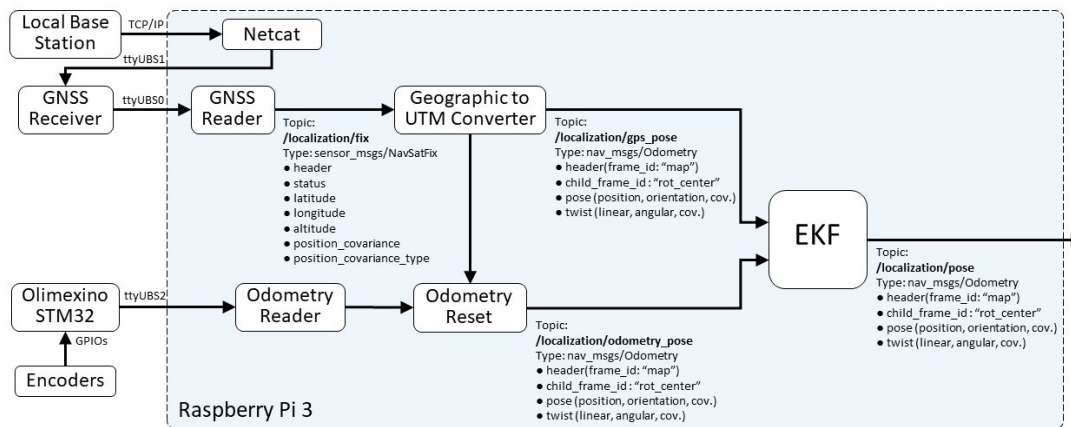 Local Base
Station
TCP/IP
Netcat
ttyUBS1
GNSS
Receiver
ttyUBS0
GNSS
Reader
Geographic to
UTM Converter
Topic:
/localization/fix
Type: sensor_msgs/NavSatFix
● header
● status
● latitude
● longitude
● altitude
● position_covariance
● position_covariance_type
Topic:
/localization/gps_pose
Type: nav_msgs/Odometry
● header(frame_id: “map”)
● child_frame_id : “rot_center”
● pose (position, orientation, cov.)
● twist (linear, angular, cov.)
EKF
Topic:
/localization/pose
Type: nav_msgs/Odometry
● header(frame_id: “map”)
● child_frame_id : “rot_center”
● pose (position, orientation, cov.)
● twist (linear, angular, cov.)
Olimexino
STM32
ttyUBS2
Odometry
Reader
Odometry
Reset
GPIOs
Encoders
Topic:
/localization/odometry_pose
Type: nav_msgs/Odometry
● header(frame_id: “map”)
● child_frame_id : “rot_center”
● pose (position, orientation, cov.)
● twist (linear, angular, cov.)
Raspberry Pi 3